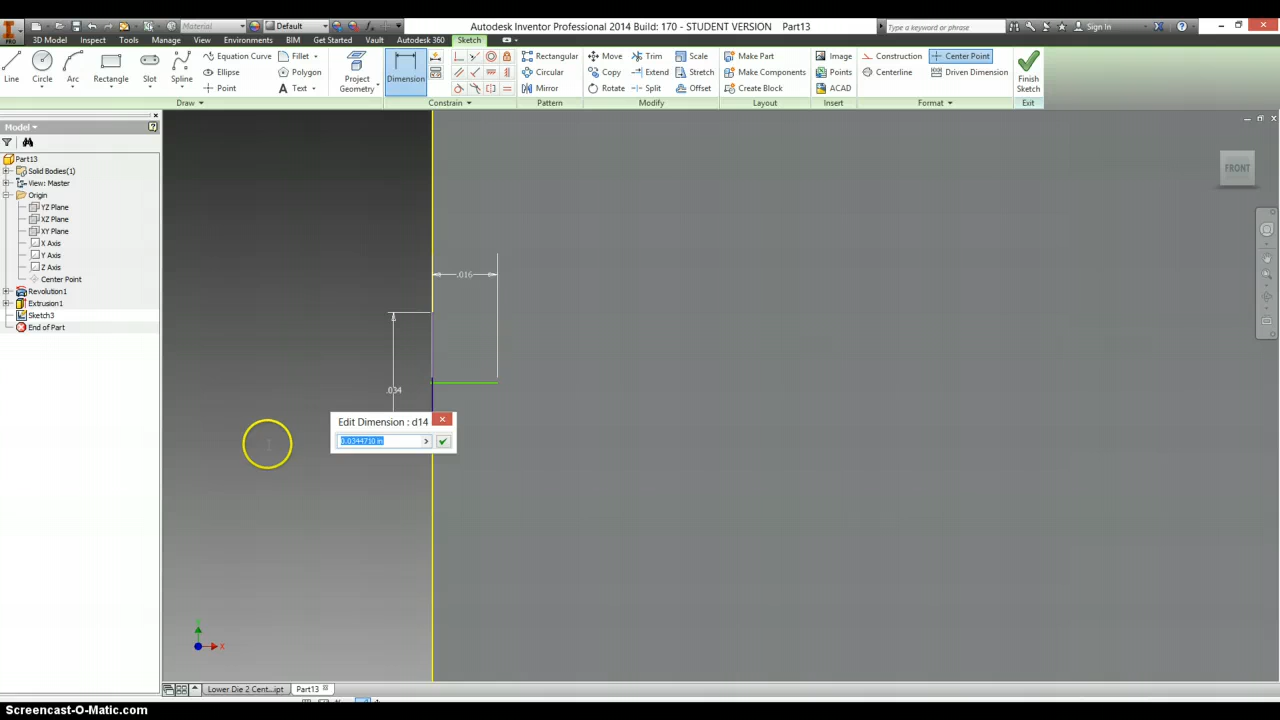 Material Default Autodesk Inventor Professional 2014 Build: 170 - STUDENT VERSION Part13 Type a keyword or phrase Sign In
3D Model Inspect Tools Manage View Environments BIM Get Started Vault Autodesk 360 Sketch
Line Circle Arc Rectangle Slot Spline Equation Curve Fillet Project Geometry Dimension Rectangular Move Trim Scale Make Part Image Construction Center Point Finish Sketch
Ellipse Polygon Circular Copy Extend Stretch Make Components Points Centerline Driven Dimension
Point Text Mirror Rotate Split Offset Create Block ACAD
Draw Constrain Pattern Modify Layout Insert Format Exit
Model
Part13
Solid Bodies(1)
View: Master
Origin
YZ Plane
XZ Plane
XY Plane
X Axis
Y Axis
Z Axis
Center Point
Revolution1
Extrusion1
Sketch3
End of Part
FRONT
.016
.034
Edit Dimension : d14
0.0344710 in
X
Lower Die 2 Cent...ipt Part13
Screencast-O-Matic.com